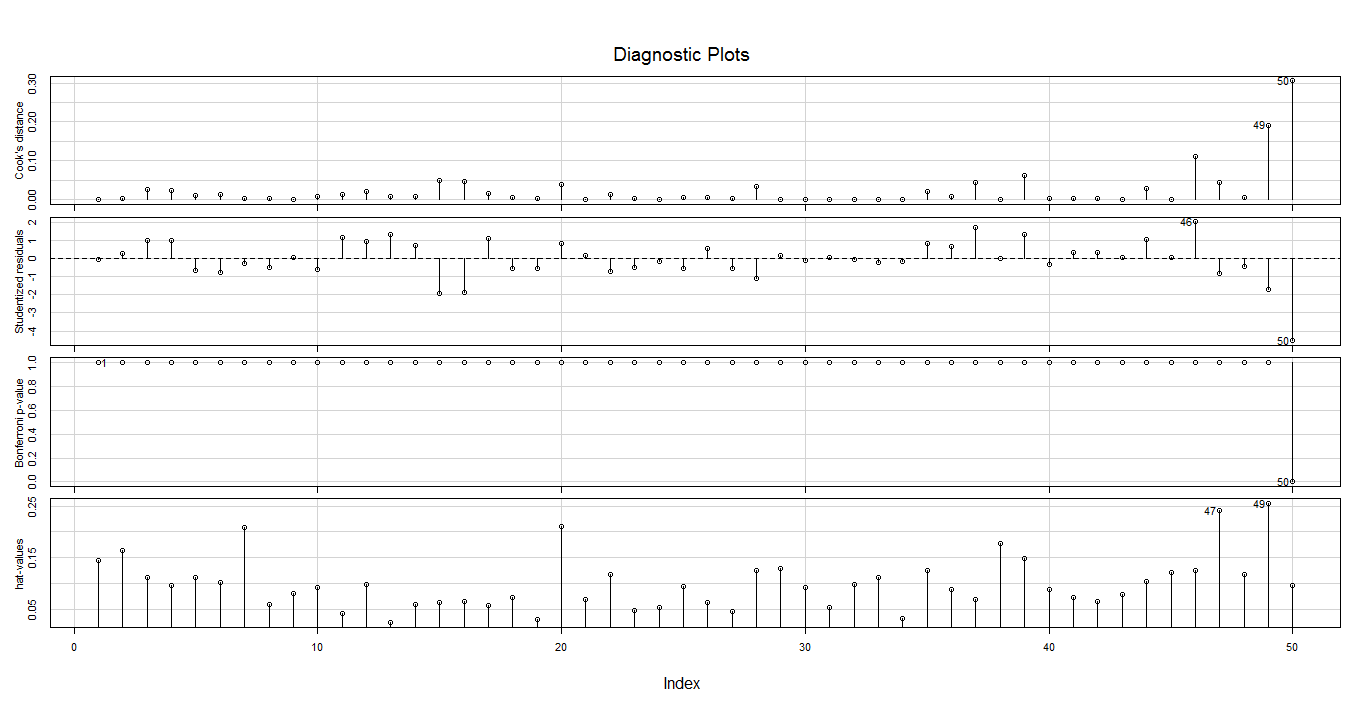 Diagnostic Plots
Cook's distance
0.00 0.10 0.20 0.30
49
50
Studentized residuals
-4 -3 -2 -1 0 1 2
46
50
Bonferroni p-value
0.0 0.2 0.4 0.6 0.8 1.0
1
50
hat-values
0.05 0.15 0.25
47
49
0 10 20 30 40 50
Index